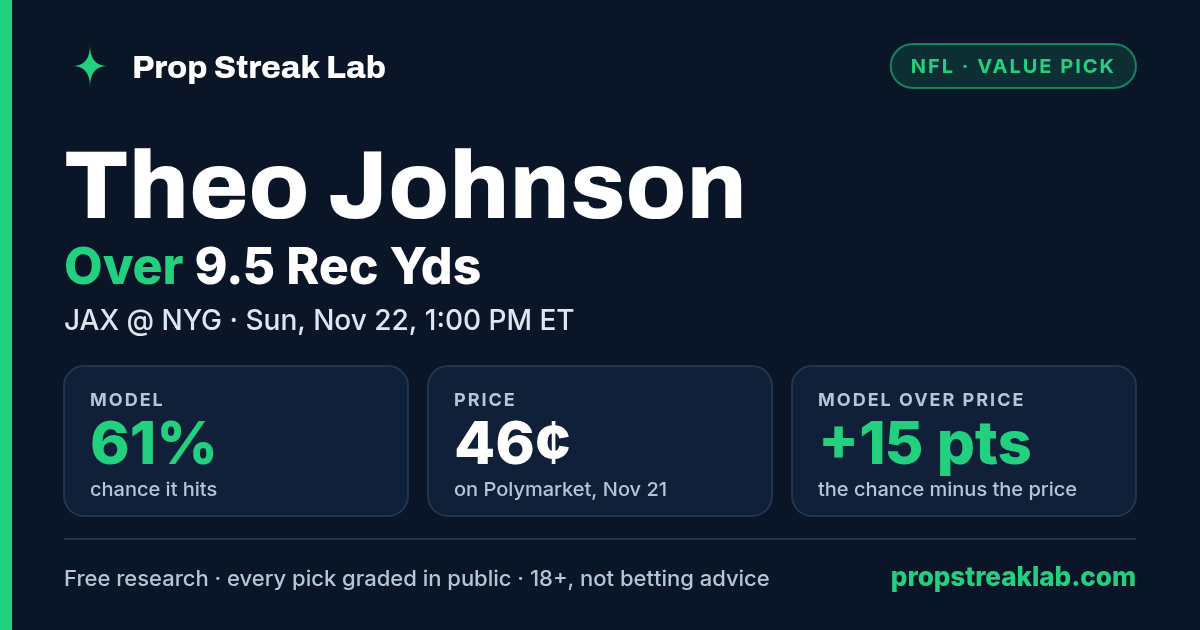 Prop Streak Lab
NFL · VALUE PICK
Theo Johnson
Over 9.5 Rec Yds
JAX @ NYG · Sun, Nov 22, 1:00 PM ET
MODEL
61%
chance it hits
PRICE
46¢
on Polymarket, Nov 21
MODEL OVER PRICE
+15 pts
the chance minus the price
Free research · every pick graded in public · 18+, not betting advice
propstreaklab.com